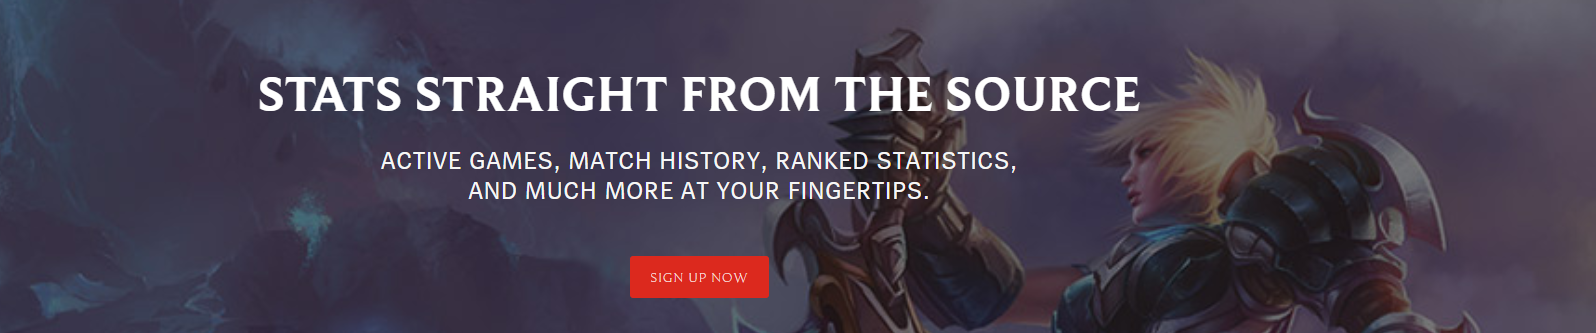 STATS STRAIGHT FROM THE SOURCE
ACTIVE GAMES, MATCH HISTORY, RANKED STATISTICS,
AND MUCH MORE AT YOUR FINGERTIPS.
SIGN UP NOW